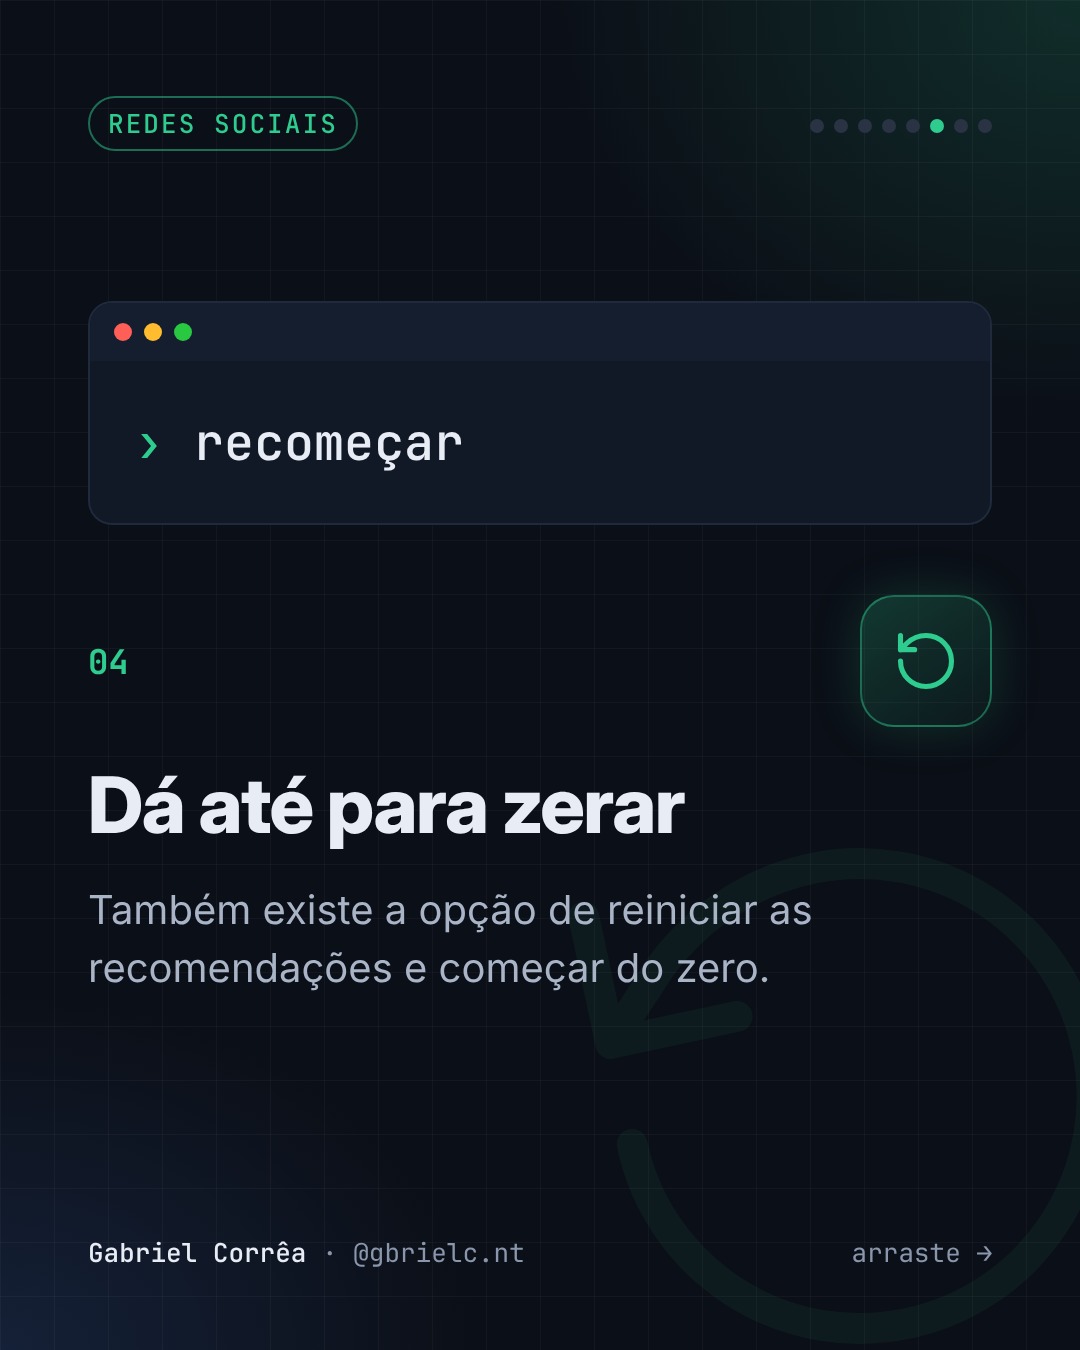 REDES SOCIAIS
› recomeçar
04
Dá até para zerar
Também existe a opção de reiniciar as
recomendações e começar do zero.
Gabriel Corrêa · @gbrielc.nt
arraste →